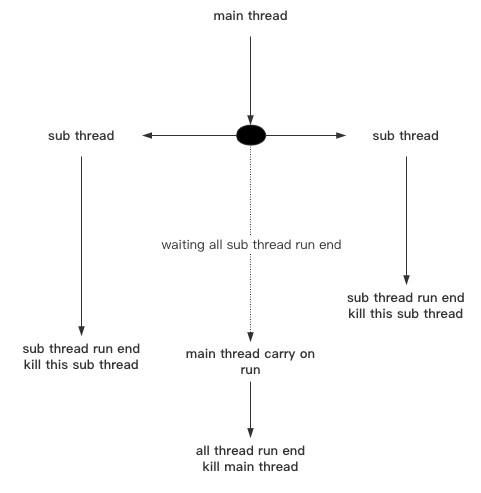 main thread
sub thread
sub thread
waiting all sub thread run end
sub thread run end
kill this sub thread
sub thread run end
kill this sub thread
main thread carry on
run
all thread run end
kill main thread